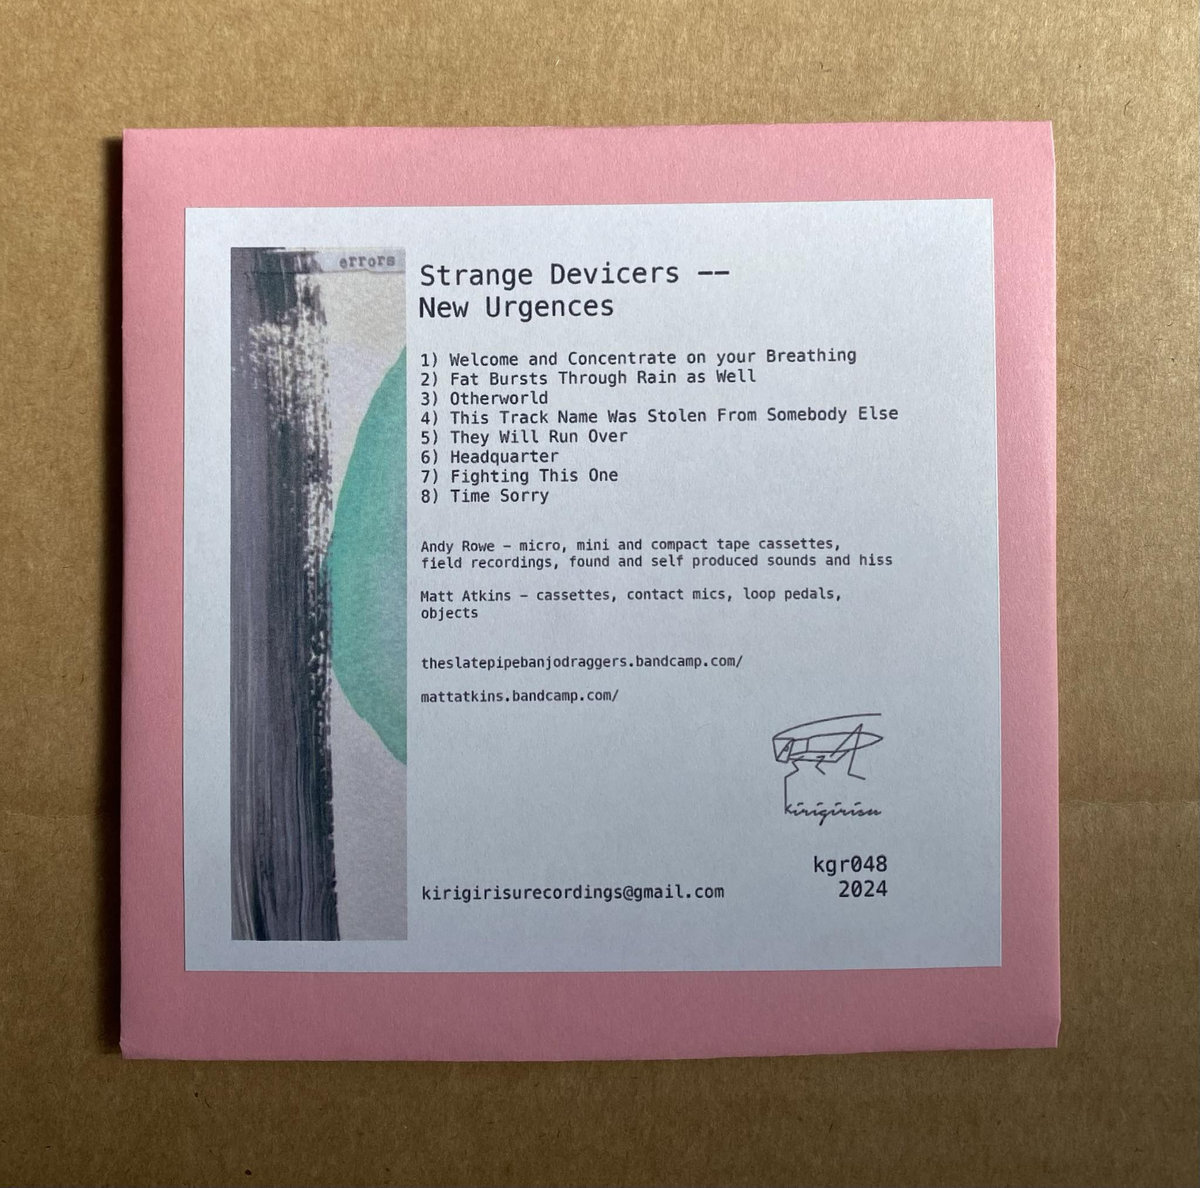 errors
Strange Devicers ––
New Urgences
1) Welcome and Concentrate on your Breathing
2) Fat Bursts Through Rain as Well
3) Otherworld
4) This Track Name Was Stolen From Somebody Else
5) They Will Run Over
6) Headquarter
7) Fighting This One
8) Time Sorry
Andy Rowe – micro, mini and compact tape cassettes,
field recordings, found and self produced sounds and hiss
Matt Atkins – cassettes, contact mics, loop pedals,
objects
theslatepipebanjodraggers.bandcamp.com/
mattatkins.bandcamp.com/
kirigirisu
kgr048
2024
kirigirisurecordings@gmail.com